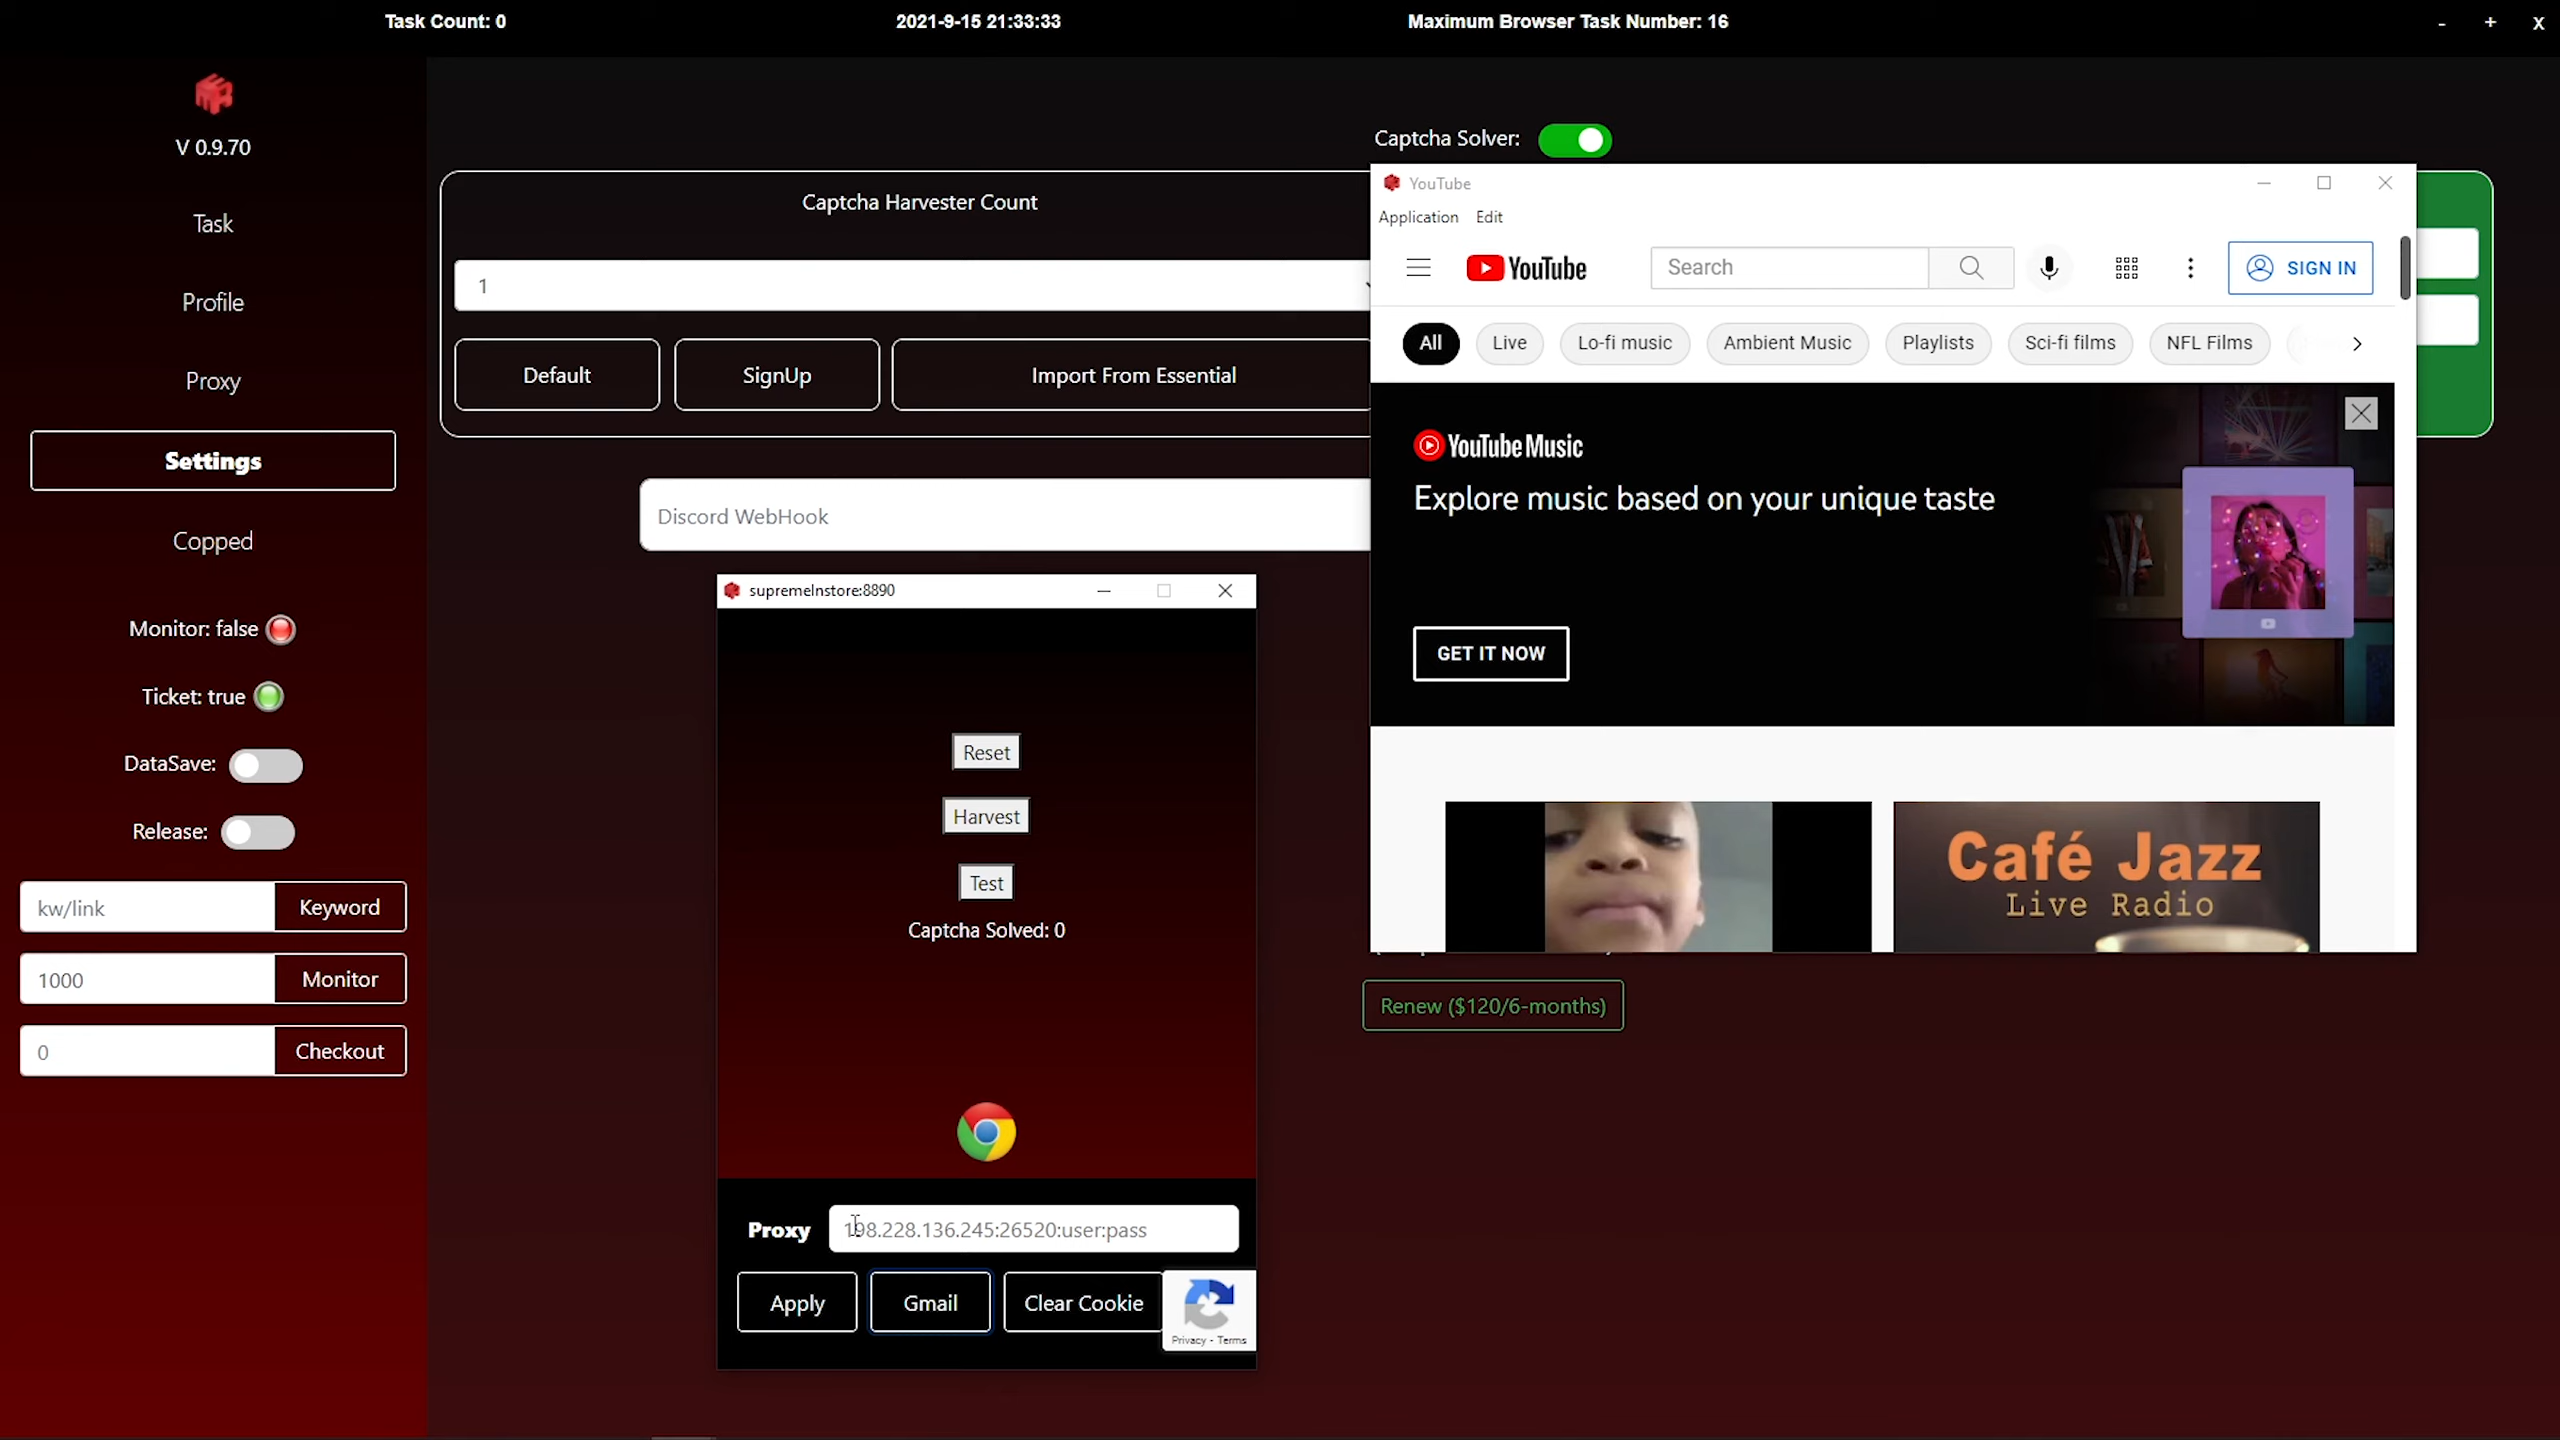 Task Count: 0
2021-9-15 21:33:33
Maximum Browser Task Number: 16
- + X
V 0.9.70
Task
Profile
Proxy
Settings
Copped
Monitor: false
Ticket: true
DataSave:
Release:
kw/link Keyword
1000 Monitor
0 Checkout
Captcha Solver:
Captcha Harvester Count
1
Default SignUp Import From Essential
Discord WebHook
supremeInstore:8890
Reset
Harvest
Test
Captcha Solved: 0
Proxy 198.228.136.245:26520:user:pass
Apply Gmail Clear Cookie
Privacy - Terms
YouTube
Application Edit
YouTube Search SIGN IN
All Live Lo-fi music Ambient Music Playlists Sci-fi films NFL Films
YouTube Music
Explore music based on your unique taste
GET IT NOW
Café Jazz
Live Radio
Renew ($120/6-months)